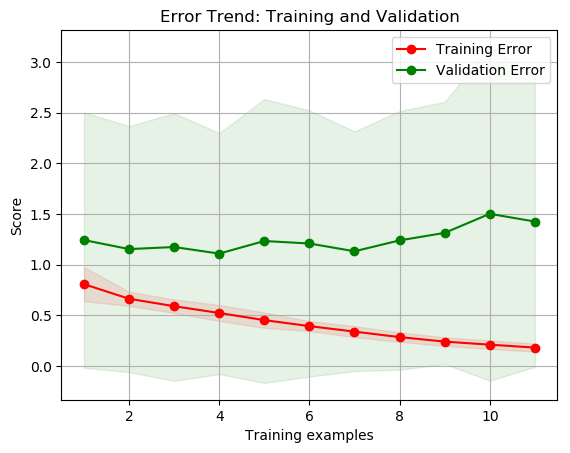 Error Trend: Training and Validation
Training Error
Validation Error
3.0
2.5
2.0
1.5
1.0
0.5
0.0
Score
2
4
6
8
10
Training examples